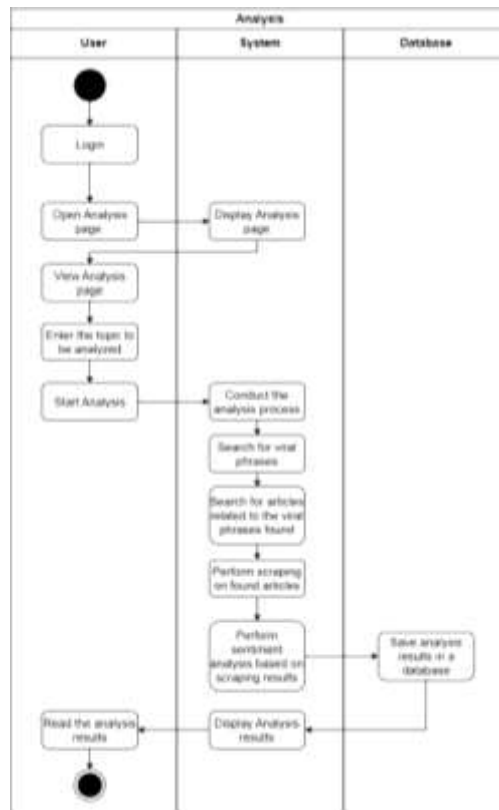 Analysis
User
System
Database
Login
Open Analysis
page
Display Analysis
page
View Analysis
page
Enter the topic to
be analyzed
Start Analysis
Conduct the
analysis process
Search for viral
phrases
Search for articles
related to the viral
phrases found
Perform scraping
on found articles
Perform
sentiment
analysis based on
scraping results
Save analysis
results in a
database
Read the analysis
results
Display Analysis
results